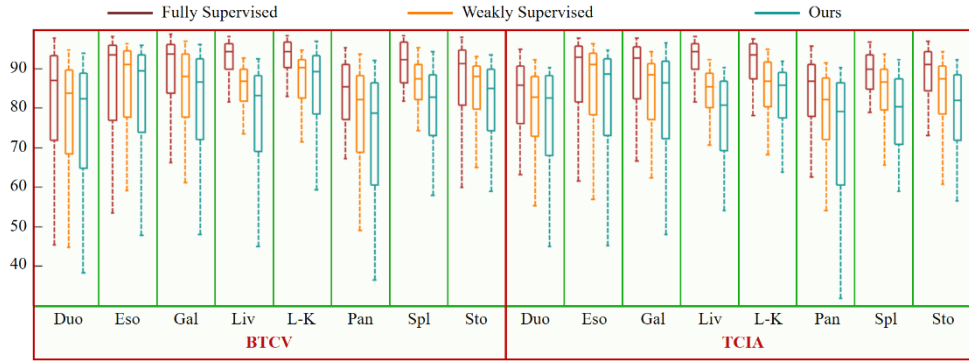 Fully Supervised Weakly Supervised Ours
90
80
70
60
50
40
Duo Eso Gal Liv L-K Pan Spl Sto Duo Eso Gal Liv L-K Pan Spl Sto
BTCV TCIA